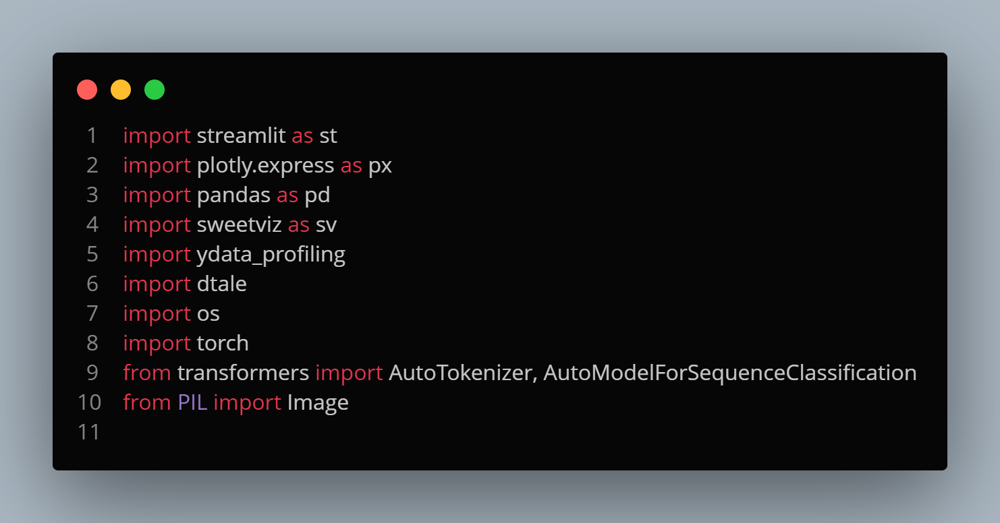 1 import streamlit as st
2 import plotly.express as px
3 import pandas as pd
4 import sweetviz as sv
5 import ydata_profiling
6 import dtale
7 import os
8 import torch
9 from transformers import AutoTokenizer, AutoModelForSequenceClassification
10 from PIL import Image
11